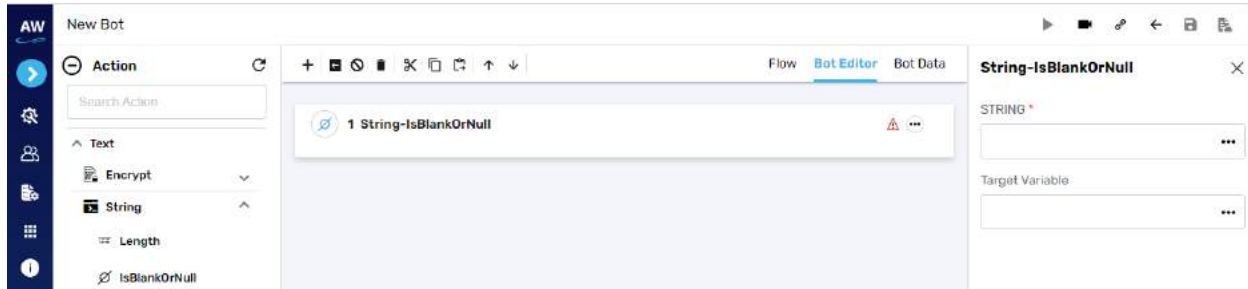 AW
New Bot
Action
Search Action
Text
Encrypt
String
Length
IsBlankOrNull
Flow Bot Editor Bot Data
1 String-IsBlankOrNull
String-IsBlankOrNull
STRING *
Target Variable